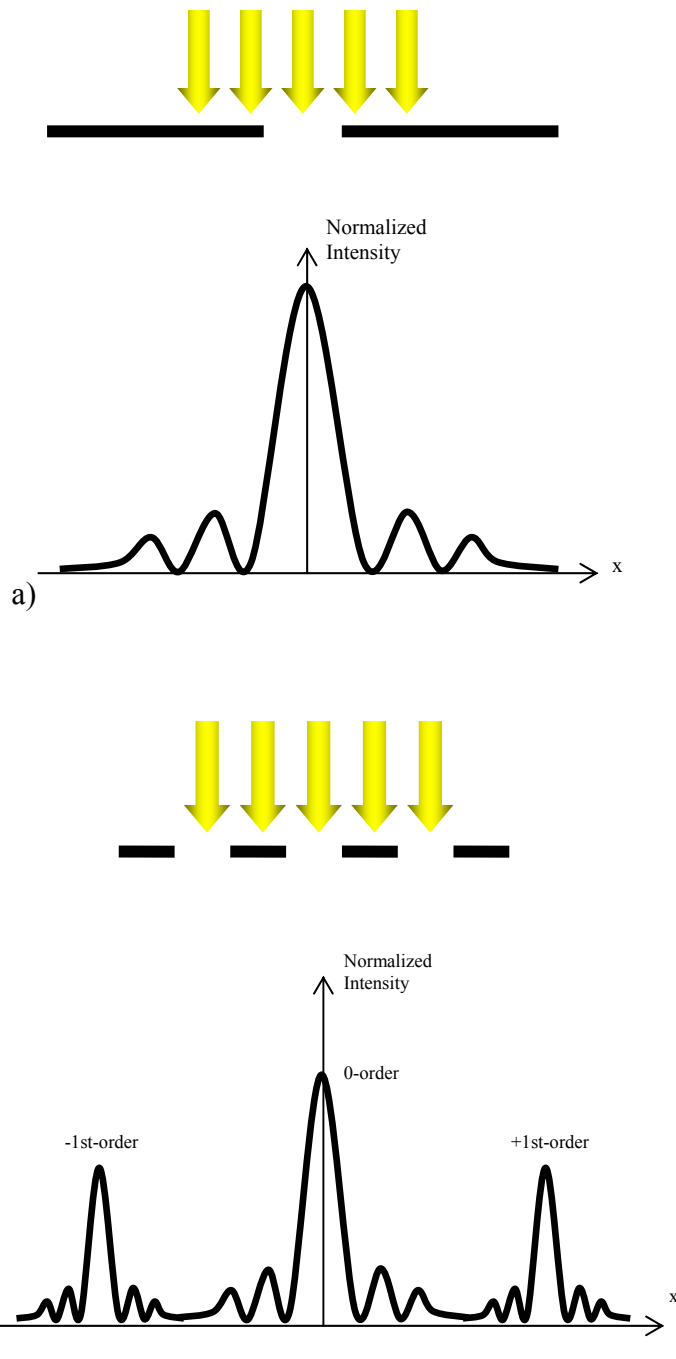 Normalized
Intensity
x
a)
Normalized
Intensity
0-order
-1st-order
+1st-order
x